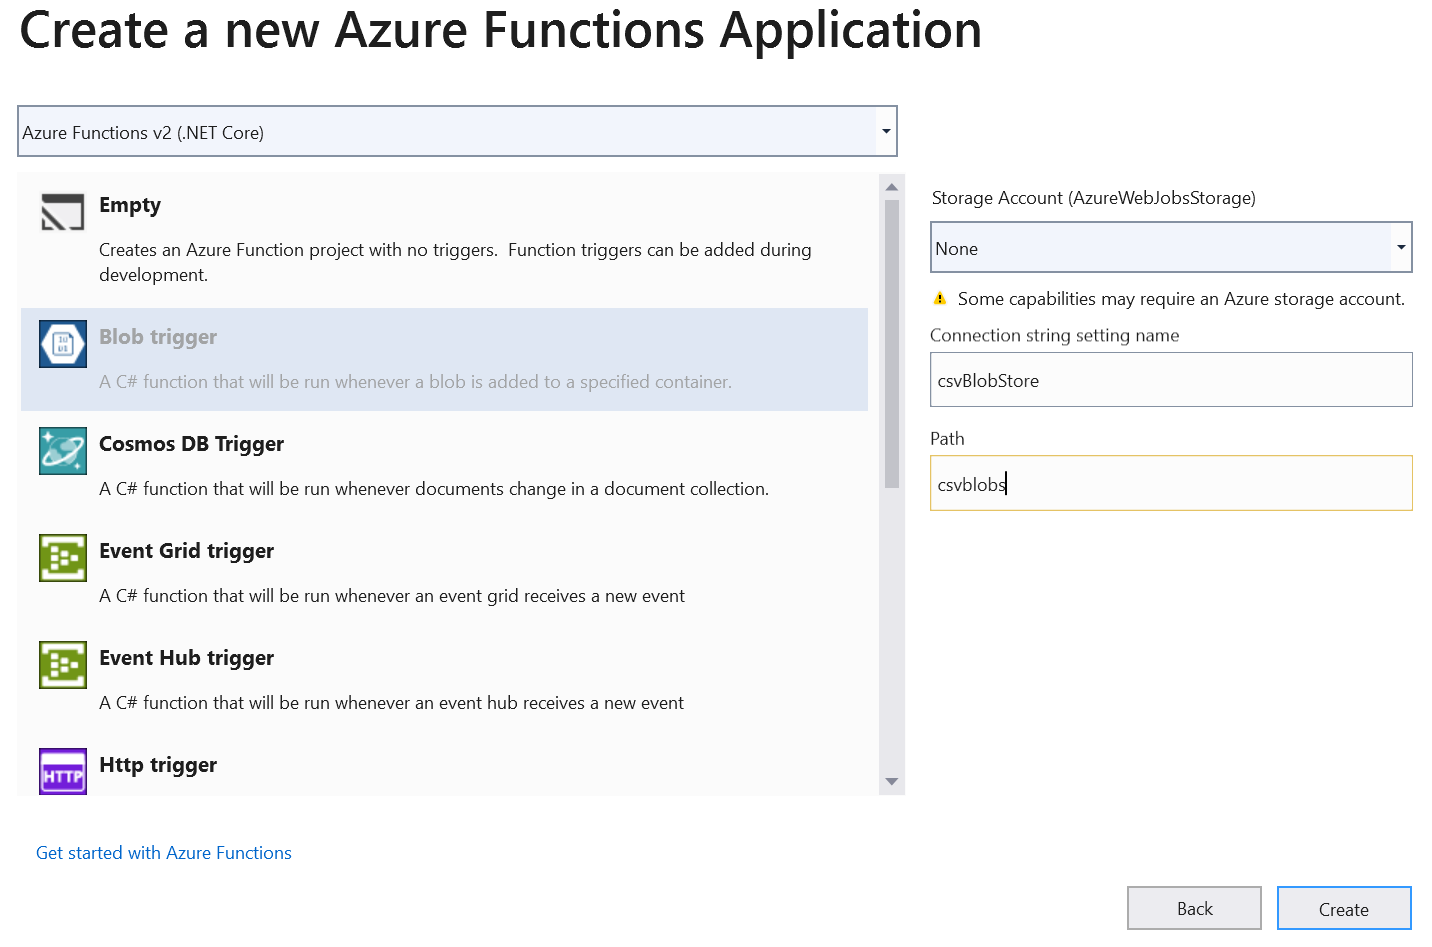 Create a new Azure Functions Application
Azure Functions v2 (.NET Core)
Empty
Creates an Azure Function project with no triggers.  Function triggers can be added during
development.
Blob trigger
A C# function that will be run whenever a blob is added to a specified container.
Cosmos DB Trigger
A C# function that will be run whenever documents change in a document collection.
Event Grid trigger
A C# function that will be run whenever an event grid receives a new event
Event Hub trigger
A C# function that will be run whenever an event hub receives a new event
HTTP
Http trigger
Storage Account (AzureWebJobsStorage)
None
Some capabilities may require an Azure storage account.
Connection string setting name
csvBlobStore
Path
csvblobs
Get started with Azure Functions
Back
Create